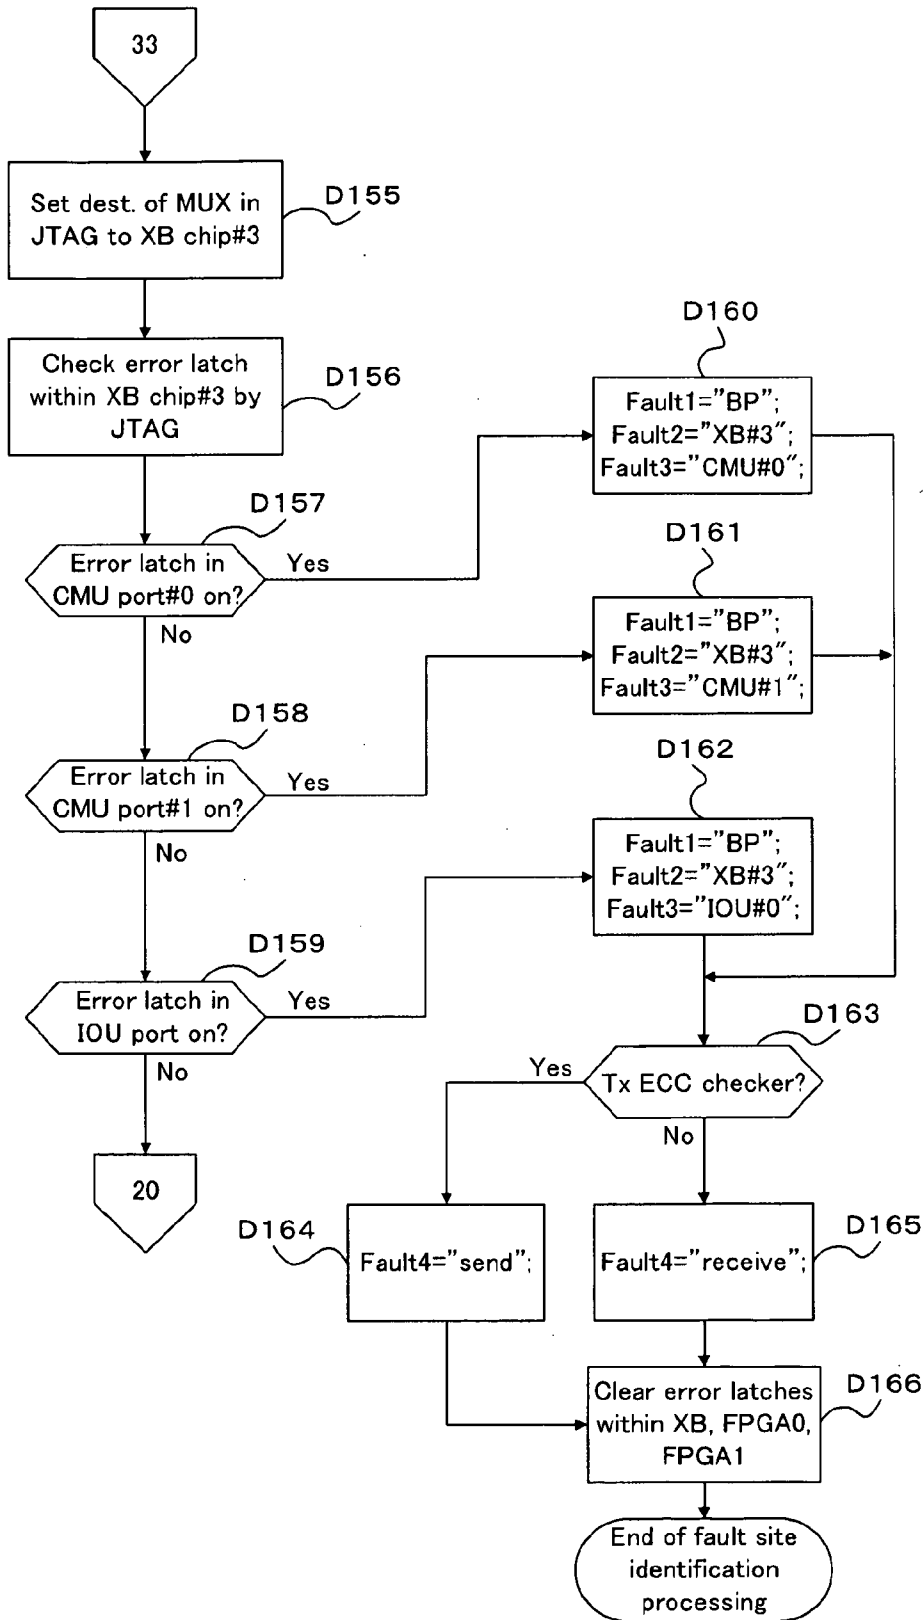 33
Set dest. of MUX in
JTAG to XB chip#3
D155
Check error latch
within XB chip#3 by
JTAG
D156
D157
Error latch in
CMU port#0 on?
Yes
No
D160
Fault1="BP";
Fault2="XB#3";
Fault3="CMU#0";
D161
Fault1="BP";
Fault2="XB#3";
Fault3="CMU#1";
D158
Error latch in
CMU port#1 on?
Yes
No
D162
Fault1="BP";
Fault2="XB#3";
Fault3="IOU#0";
D159
Error latch in
IOU port on?
Yes
No
20
D163
Tx ECC checker?
Yes
No
D164
Fault4="send";
D165
Fault4="receive";
D166
Clear error latches
within XB, FPGA0,
FPGA1
End of fault site
identification
processing